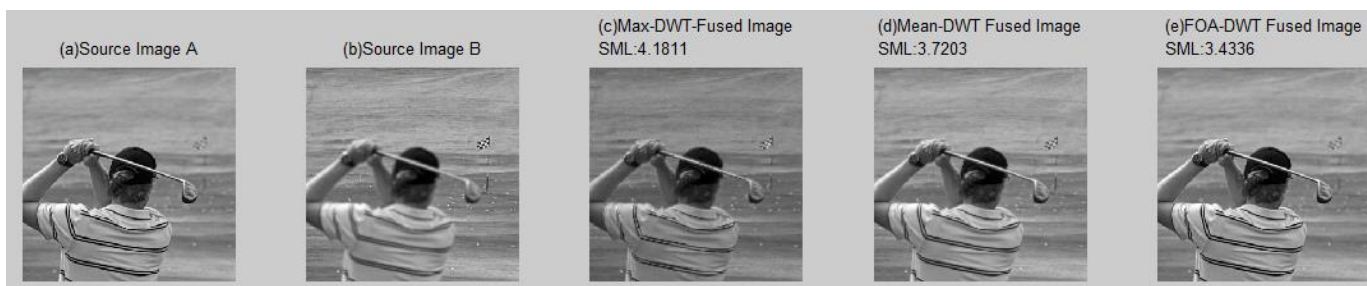 (a)Source Image A
(b)Source Image B
(c)Max-DWT-Fused Image
SML:4.1811
(d)Mean-DWT Fused Image
SML:3.7203
(e)FOA-DWT Fused Image
SML:3.4336